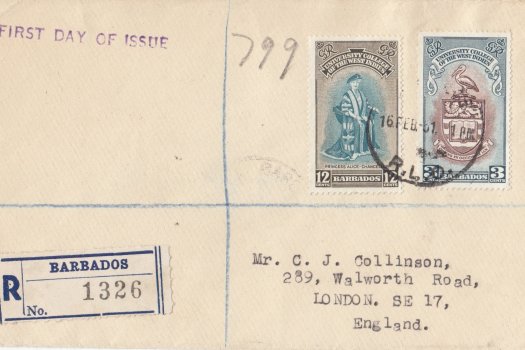 FIRST DAY OF ISSUE
799
UNIVERSITY COLLEGE
OF THE WEST INDIES
PRINCESS ALICE-CHANCELLOR
12 BARBADOS 12
CENTS CENTS
UNIVERSITY COLLEGE
OF THE WEST INDIES
3 BARBADOS 3
CENTS
16 FEB 51 1 PM
R.L.O.
BARBADOS
R
No. 1326
Mr. C. J. Collinson,
289, Walworth Road,
LONDON. SE 17,
England.